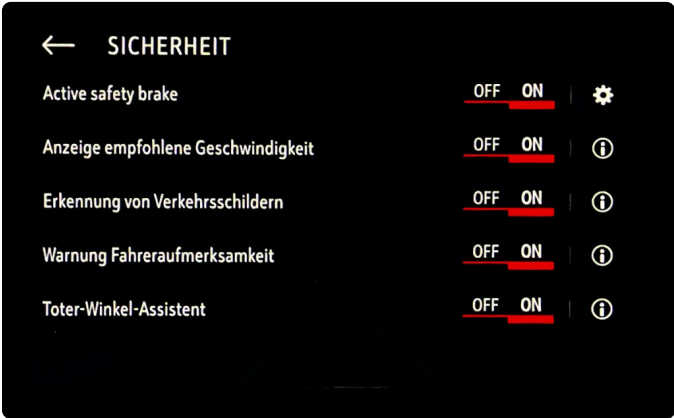 SICHERHEIT
Active safety brake OFF ON
Anzeige empfohlene Geschwindigkeit OFF ON
Erkennung von Verkehrsschildern OFF ON
Warnung Fahreraufmerksamkeit OFF ON
Toter-Winkel-Assistent OFF ON